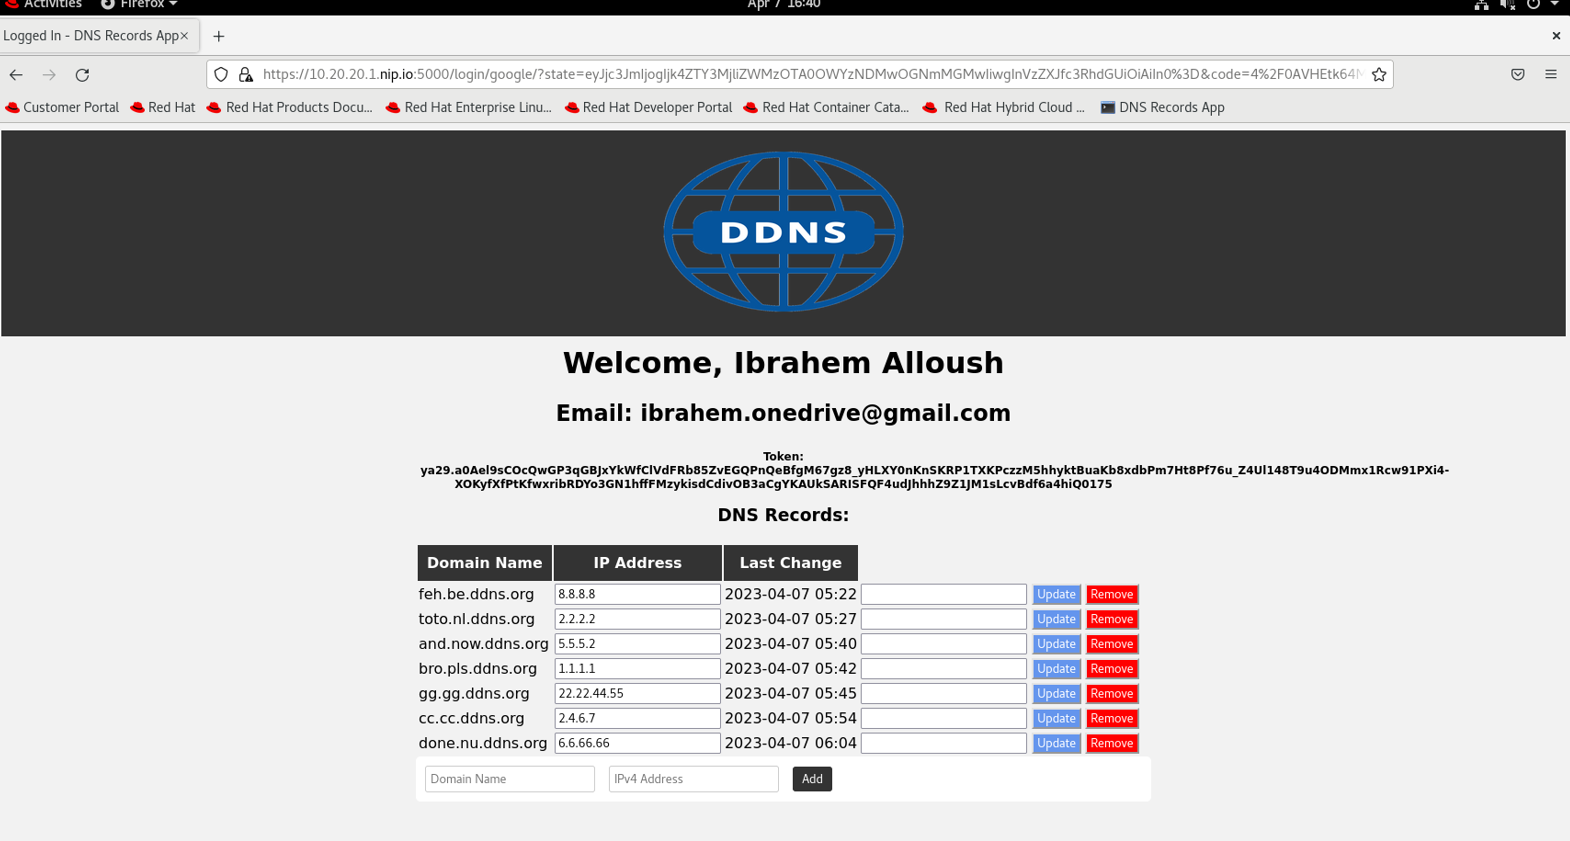 Activities Firefox Apr 7 16:40
Logged In - DNS Records App
https://10.20.20.1.nip.io:5000/login/google/?state=
Customer Portal Red Hat Red Hat Products Docu... Red Hat Enterprise Linu... Red Hat Developer Portal Red Hat Container Cata... Red Hat Hybrid Cloud ... DNS Records App
DDNS
Welcome, Ibrahem Alloush
Email: ibrahem.onedrive@gmail.com
Token:
DNS Records:
Domain Name IP Address Last Change
feh.be.ddns.org 8.8.8.8 2023-04-07 05:22 Update Remove
toto.nl.ddns.org 2.2.2.2 2023-04-07 05:27 Update Remove
and.now.ddns.org 5.5.5.2 2023-04-07 05:40 Update Remove
bro.pls.ddns.org 1.1.1.1 2023-04-07 05:42 Update Remove
gg.gg.ddns.org 22.22.44.55 2023-04-07 05:45 Update Remove
cc.cc.ddns.org 2.4.6.7 2023-04-07 05:54 Update Remove
done.nu.ddns.org 6.6.66.66 2023-04-07 06:04 Update Remove
Domain Name IPv4 Address Add